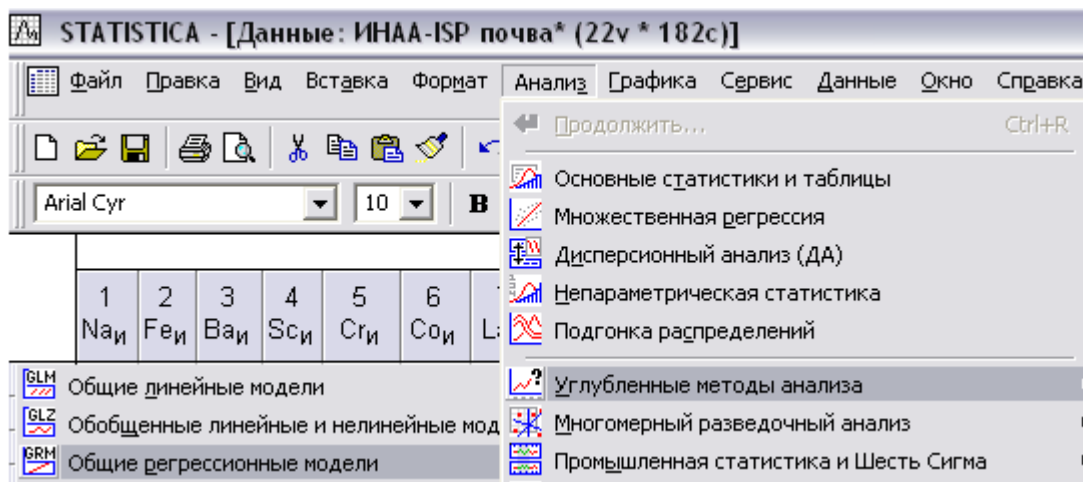 STATISTICA - [Данные: ИНАА-ISP почва* (22v * 182c)]
Файл Правка Вид Вставка Формат Анализ Графика Сервис Данные Окно Справка
Продолжить... Ctrl+R
Основные статистики и таблицы
Arial Cyr 10 B
Множественная регрессия
Дисперсионный анализ (ДА)
1 2 3 4 5 6
Непараметрическая статистика
Naи Feи Baи Scи Crи Coи
Подгонка распределений
GLM Общие линейные модели
Углубленные методы анализа
GLZ Обобщенные линейные и нелинейные мод
Многомерный разведочный анализ
GRM Общие регрессионные модели
Промышленная статистика и Шесть Сигма